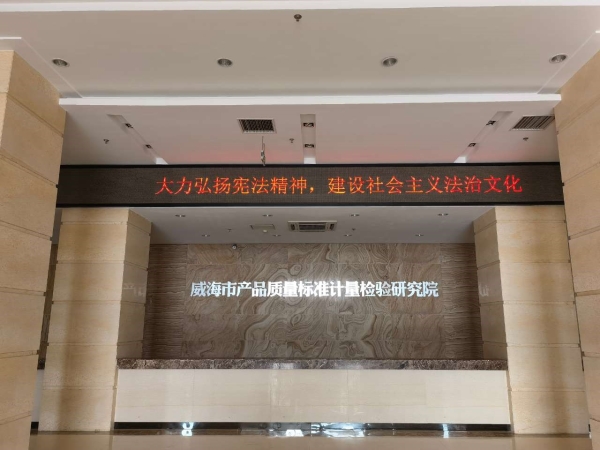 大力弘扬宪法精神，建设社会主义法治文化
威海市产品质量标准计量检验研究院